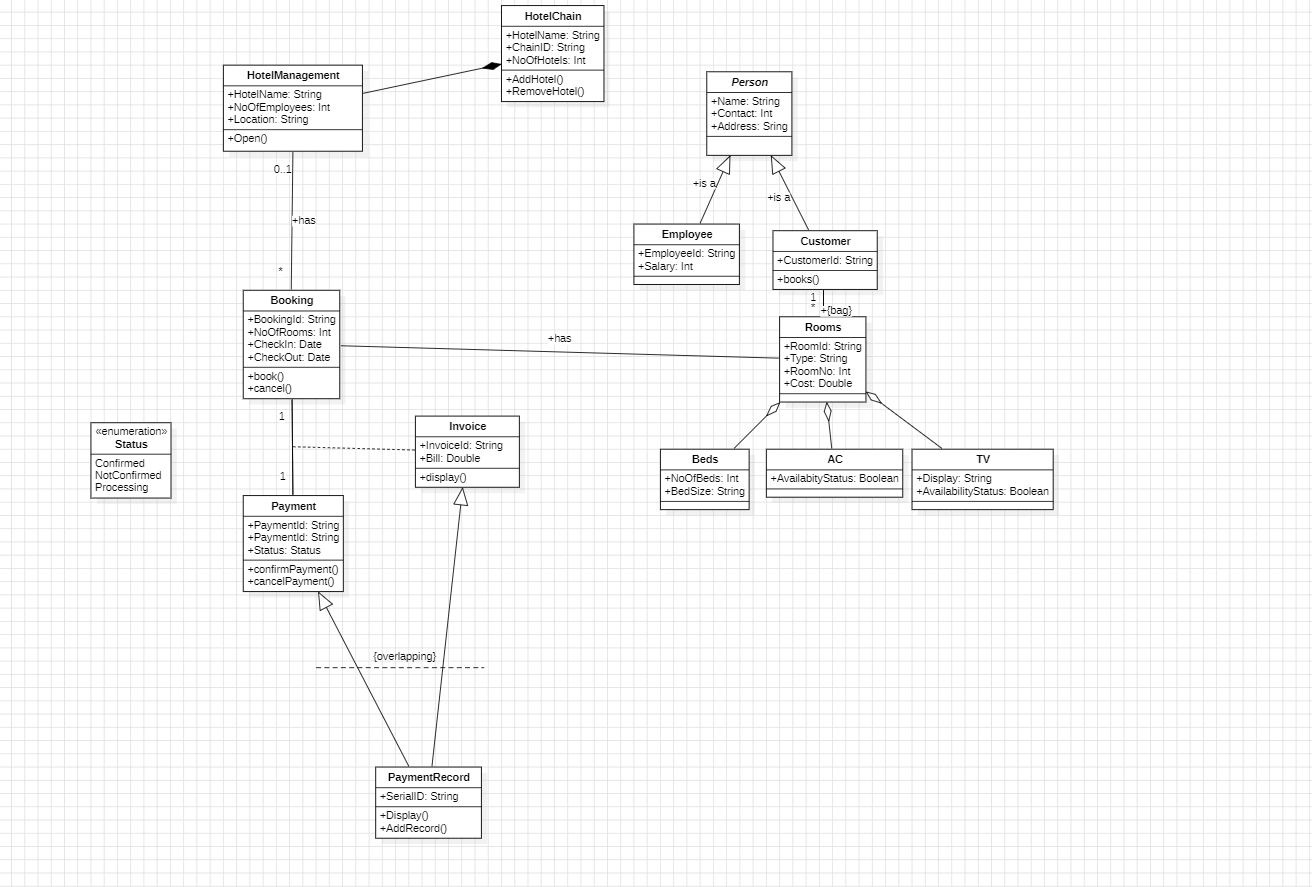 HotelChain
+HotelName: String
+ChainID: String
+NoOfHotels: Int
+AddHotel()
+RemoveHotel()
HotelManagement
+HotelName: String
+NoOfEmployees: Int
+Location: String
+Open()
Person
+Name: String
+Contact: Int
+Address: Sring
0..1
+has
*
+is a
+is a
Employee
+EmployeeId: String
+Salary: Int
Customer
+CustomerId: String
+books()
1
*
+{bag}
Booking
+BookingId: String
+NoOfRooms: Int
+CheckIn: Date
+CheckOut: Date
+book()
+cancel()
+has
Rooms
+RoomId: String
+Type: String
+RoomNo: Int
+Cost: Double
1
1
«enumeration»
Status
Confirmed
NotConfirmed
Processing
Invoice
+InvoiceId: String
+Bill: Double
+display()
Beds
+NoOfBeds: Int
+BedSize: String
AC
+AvailabityStatus: Boolean
TV
+Display: String
+AvailabilityStatus: Boolean
Payment
+PaymentId: String
+PaymentId: String
+Status: Status
+confirmPayment()
+cancelPayment()
{overlapping}
PaymentRecord
+SerialID: String
+Display()
+AddRecord()